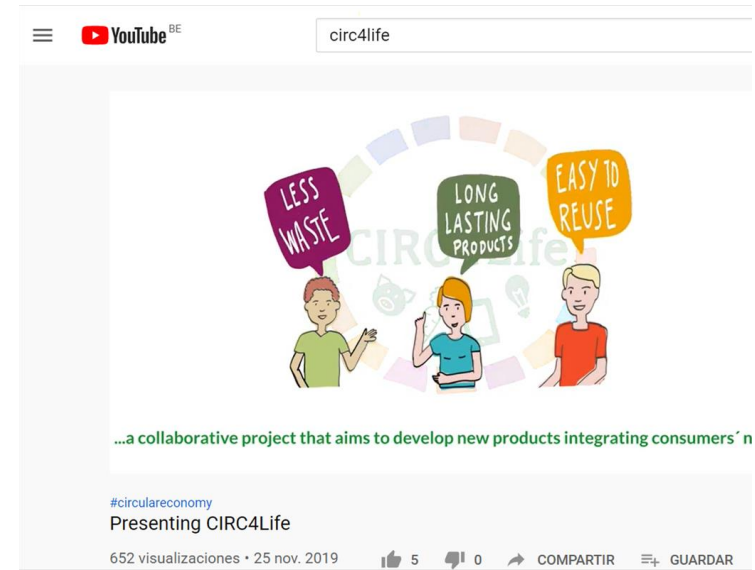 YouTube BE
circ4life
LESS
WASTE
LONG
LASTING
PRODUCTS
EASY TO
REUSE
CIRC4Life
...a collaborative project that aims to develop new products integrating consumers´ n
#circulareconomy
Presenting CIRC4Life
652 visualizaciones • 25 nov. 2019
5
0
COMPARTIR
GUARDAR